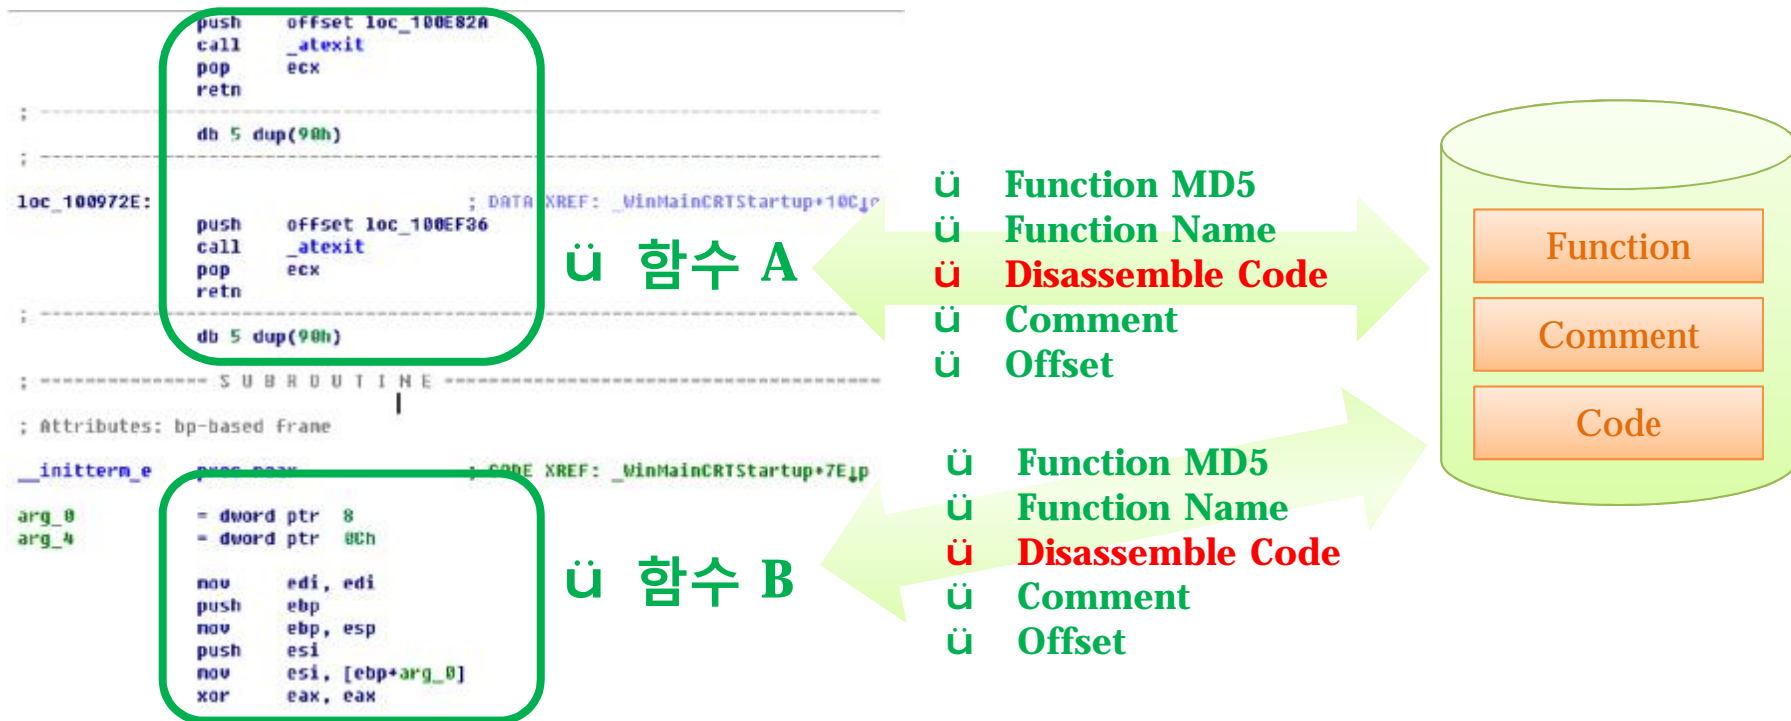 push offset loc_100E82A
call _atexit
pop ecx
retn
; ----------------------------------------
db 5 dup(90h)
; ----------------------------------------
loc_100972E: ; DATA XREF: _WinMainCRTStartup+10C↓o
push offset loc_100EF36
call _atexit
pop ecx
retn
; ----------------------------------------
db 5 dup(90h)
; --------------- S U B R O U T I N E ---------------------------------------
; Attributes: bp-based frame
__initterm_e proc near ; CODE XREF: _WinMainCRTStartup+7E↓p
arg_0 = dword ptr 8
arg_4 = dword ptr 0Ch
mov edi, edi
push ebp
mov ebp, esp
push esi
mov esi, [ebp+arg_0]
xor eax, eax
ü 함수 A
ü 함수 B
ü Function MD5
ü Function Name
ü Disassemble Code
ü Comment
ü Offset
ü Function MD5
ü Function Name
ü Disassemble Code
ü Comment
ü Offset
Function
Comment
Code